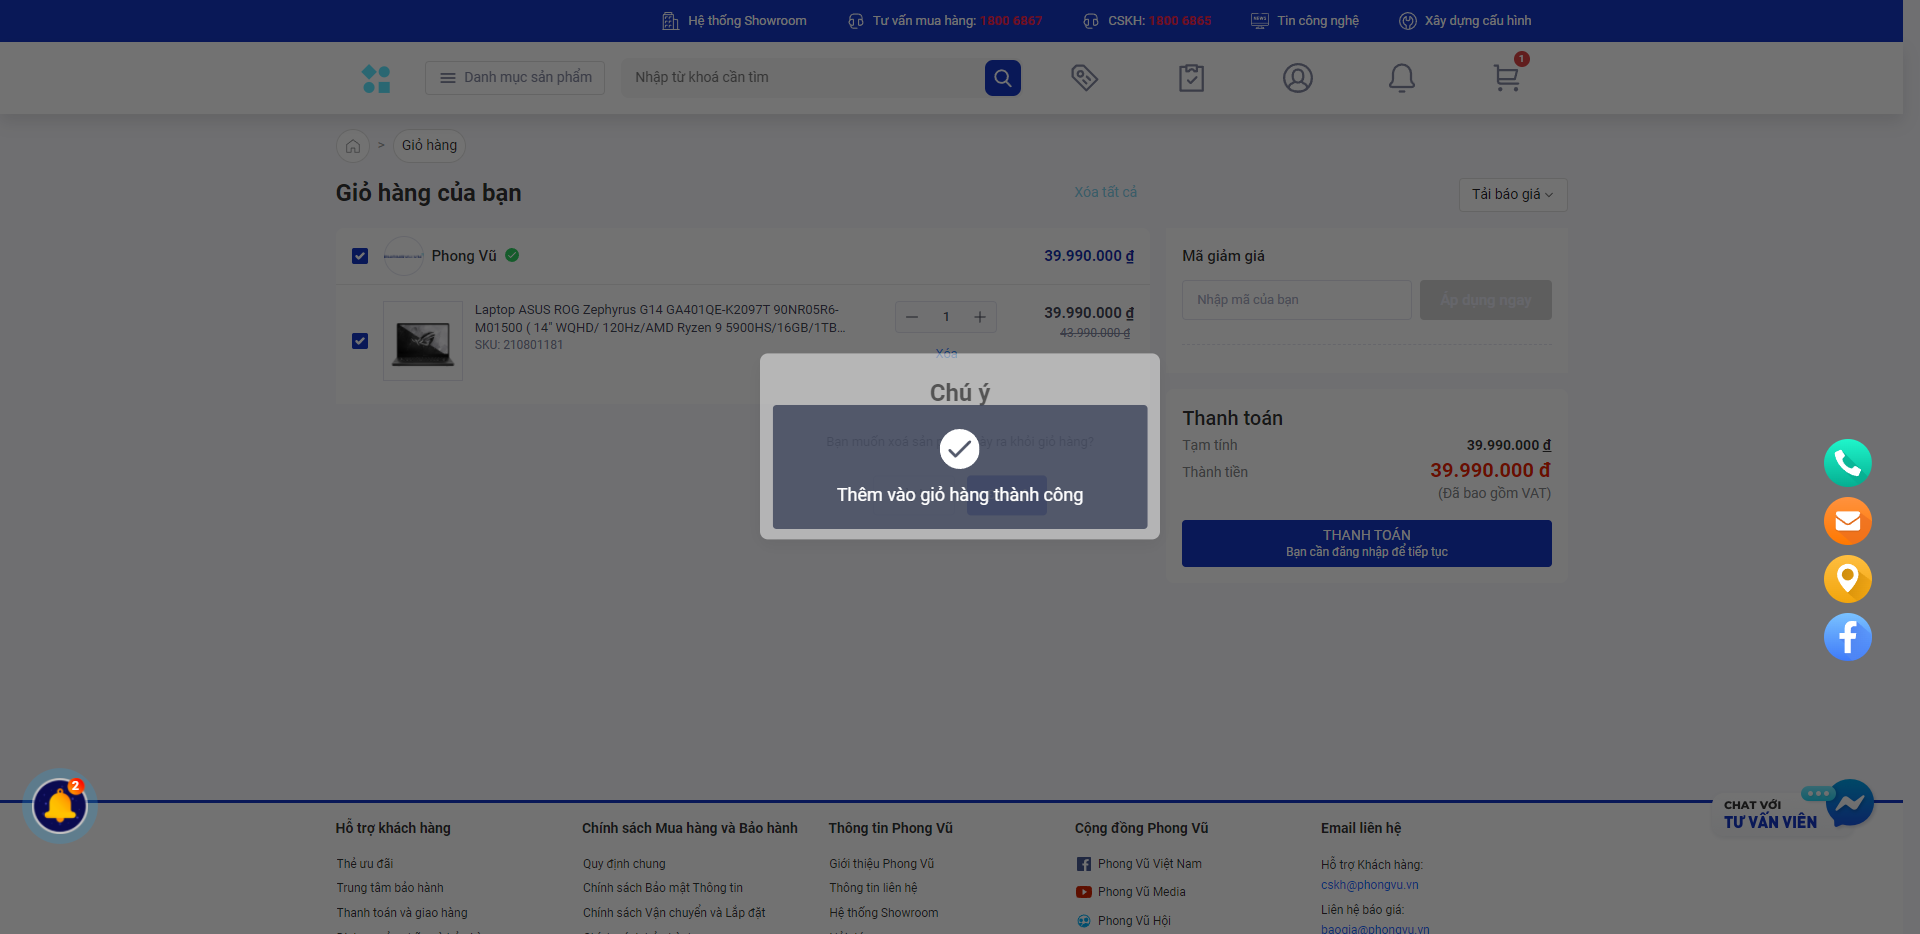 Hệ thống Showroom
Tư vấn mua hàng: 1800 6867
CSKH: 1800 6865
Tin công nghệ
Xây dựng cấu hình
Danh mục sản phẩm
Nhập từ khoá cần tìm
1
> Giỏ hàng
Giỏ hàng của bạn
Xóa tất cả
Tải báo giá
Phong Vũ
39.990.000 ₫
Laptop ASUS ROG Zephyrus G14 GA401QE-K2097T 90NR05R6-
M01500 ( 14" WQHD/ 120Hz/AMD Ryzen 9 5900HS/16GB/1TB...
SKU: 210801181
1
Xóa
39.990.000 ₫
43.990.000 ₫
Mã giảm giá
Nhập mã của bạn
Áp dụng ngay
Chú ý
Bạn muốn xoá sản ày ra khỏi giỏ hàng?
Thêm vào giỏ hàng thành công
Thanh toán
Tạm tính
39.990.000 ₫
Thành tiền
39.990.000 ₫
(Đã bao gồm VAT)
THANH TOÁN
Bạn cần đăng nhập để tiếp tục
2
CHAT VỚI
TƯ VẤN VIÊN
Hỗ trợ khách hàng
Thẻ ưu đãi
Trung tâm bảo hành
Thanh toán và giao hàng
Chính sách Mua hàng và Bảo hành
Quy định chung
Chính sách Bảo mật Thông tin
Chính sách Vận chuyển và Lắp đặt
Thông tin Phong Vũ
Giới thiệu Phong Vũ
Thông tin liên hệ
Hệ thống Showroom
Cộng đồng Phong Vũ
Phong Vũ Việt Nam
Phong Vũ Media
Phong Vũ Hội
Email liên hệ
Hỗ trợ Khách hàng:
cskh@phongvu.vn
Liên hệ báo giá:
baogia@phongvu.vn